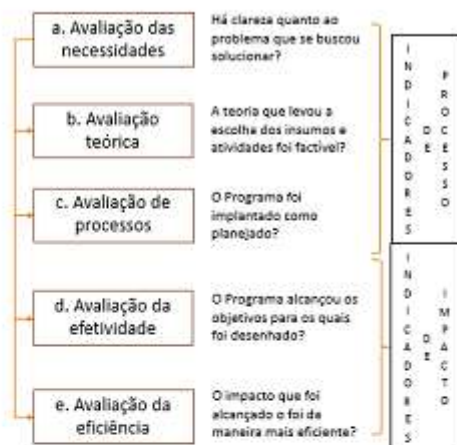 a. Avaliação das
necessidades
Há clareza quanto ao
problema que se buscou
solucionar?
b. Avaliação
teórica
A teoria que levou a
escolha dos insumos e
atividades foi factível?
c. Avaliação de
processos
O Programa foi
implantado como
planejado?
INDICADORES
DE
PROCESSO
d. Avaliação da
efetividade
O Programa alcançou os
objetivos para os quais
foi desenhado?
e. Avaliação da
eficiência
O impacto que foi
alcançado o foi da
maneira mais eficiente?
INDICADORES
DE
IMPACTO